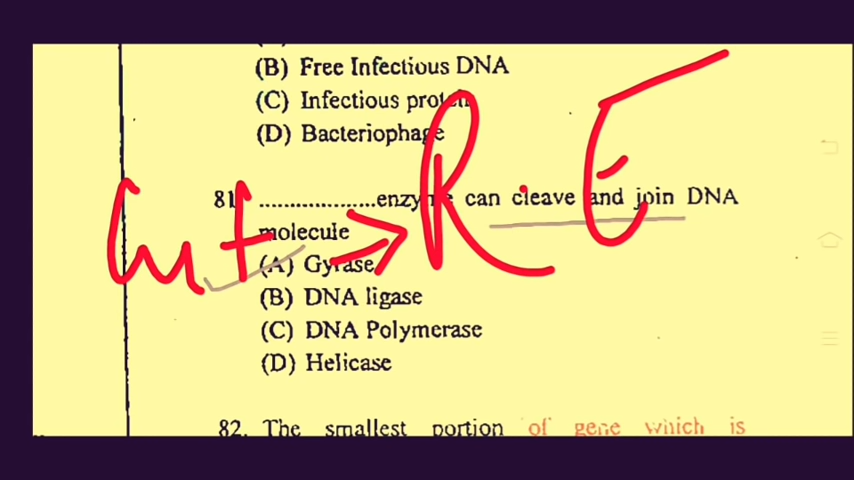 (B) Free Infectious DNA
(C) Infectious protein
(D) Bacteriophage
81. ...................enzyme can cleave and join DNA
molecule
(A) Gyrase
(B) DNA ligase
(C) DNA Polymerase
(D) Helicase
82. The smallest portion of gene which is
Cut → R.E